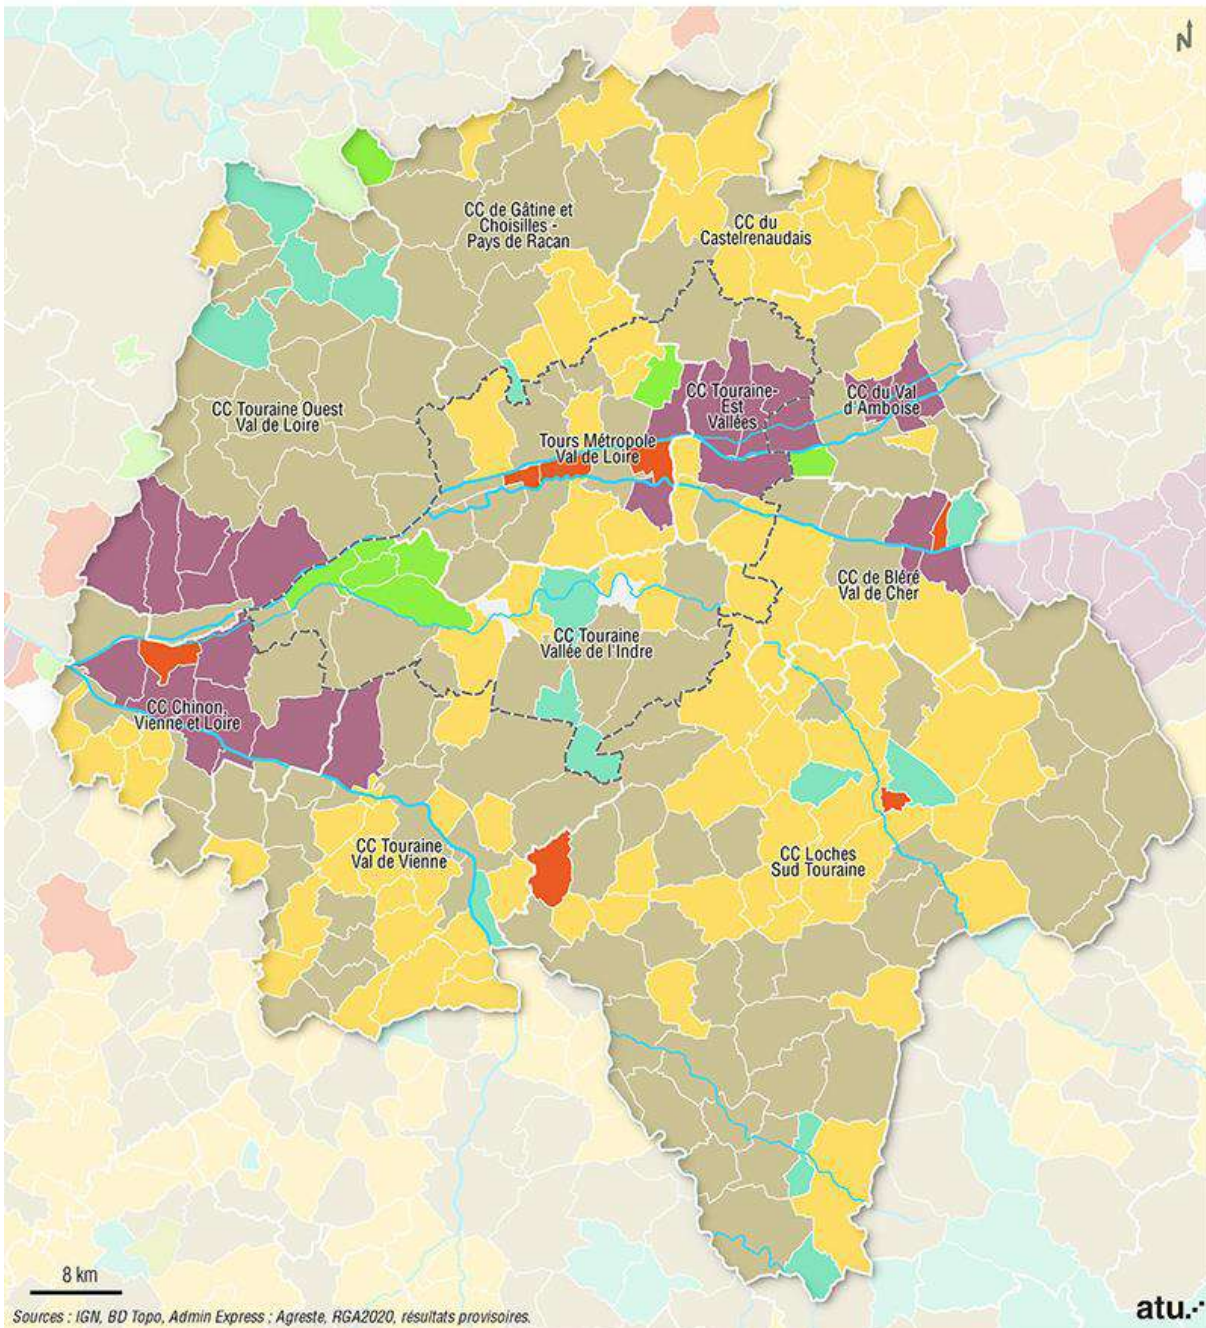 N
CC de Gâtine et
Choisilles -
Pays de Racan
CC du
Castelrenaudais
CC Touraine Ouest
Val de Loire
CC Touraine-
Est
Vallées
CC du Val
d'Amboise
Tours Métropole
Val de Loire
CC de Bléré
Val de Cher
CC Touraine
Vallée de l'Indre
CC Chinon,
Vienne et Loire
CC Touraine
Val de Vienne
CC Loches
Sud Touraine
8 km
Sources : IGN, BD Topo, Admin Express ; Agreste, RGA2020, résultats provisoires.
atu.